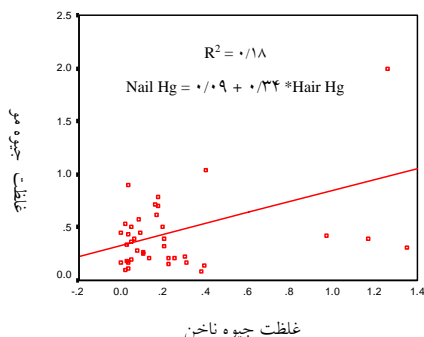 2.5
R² = ۰/۱۸
2.0
Nail Hg = ۰/۰۹ + ۰/۳۴ *Hair Hg
1.5
غلظت جیوه مو
1.0
.5
0.0
-.2 0.0 .2 .4 .6 .8 1.0 1.2 1.4
غلظت جیوه ناخن